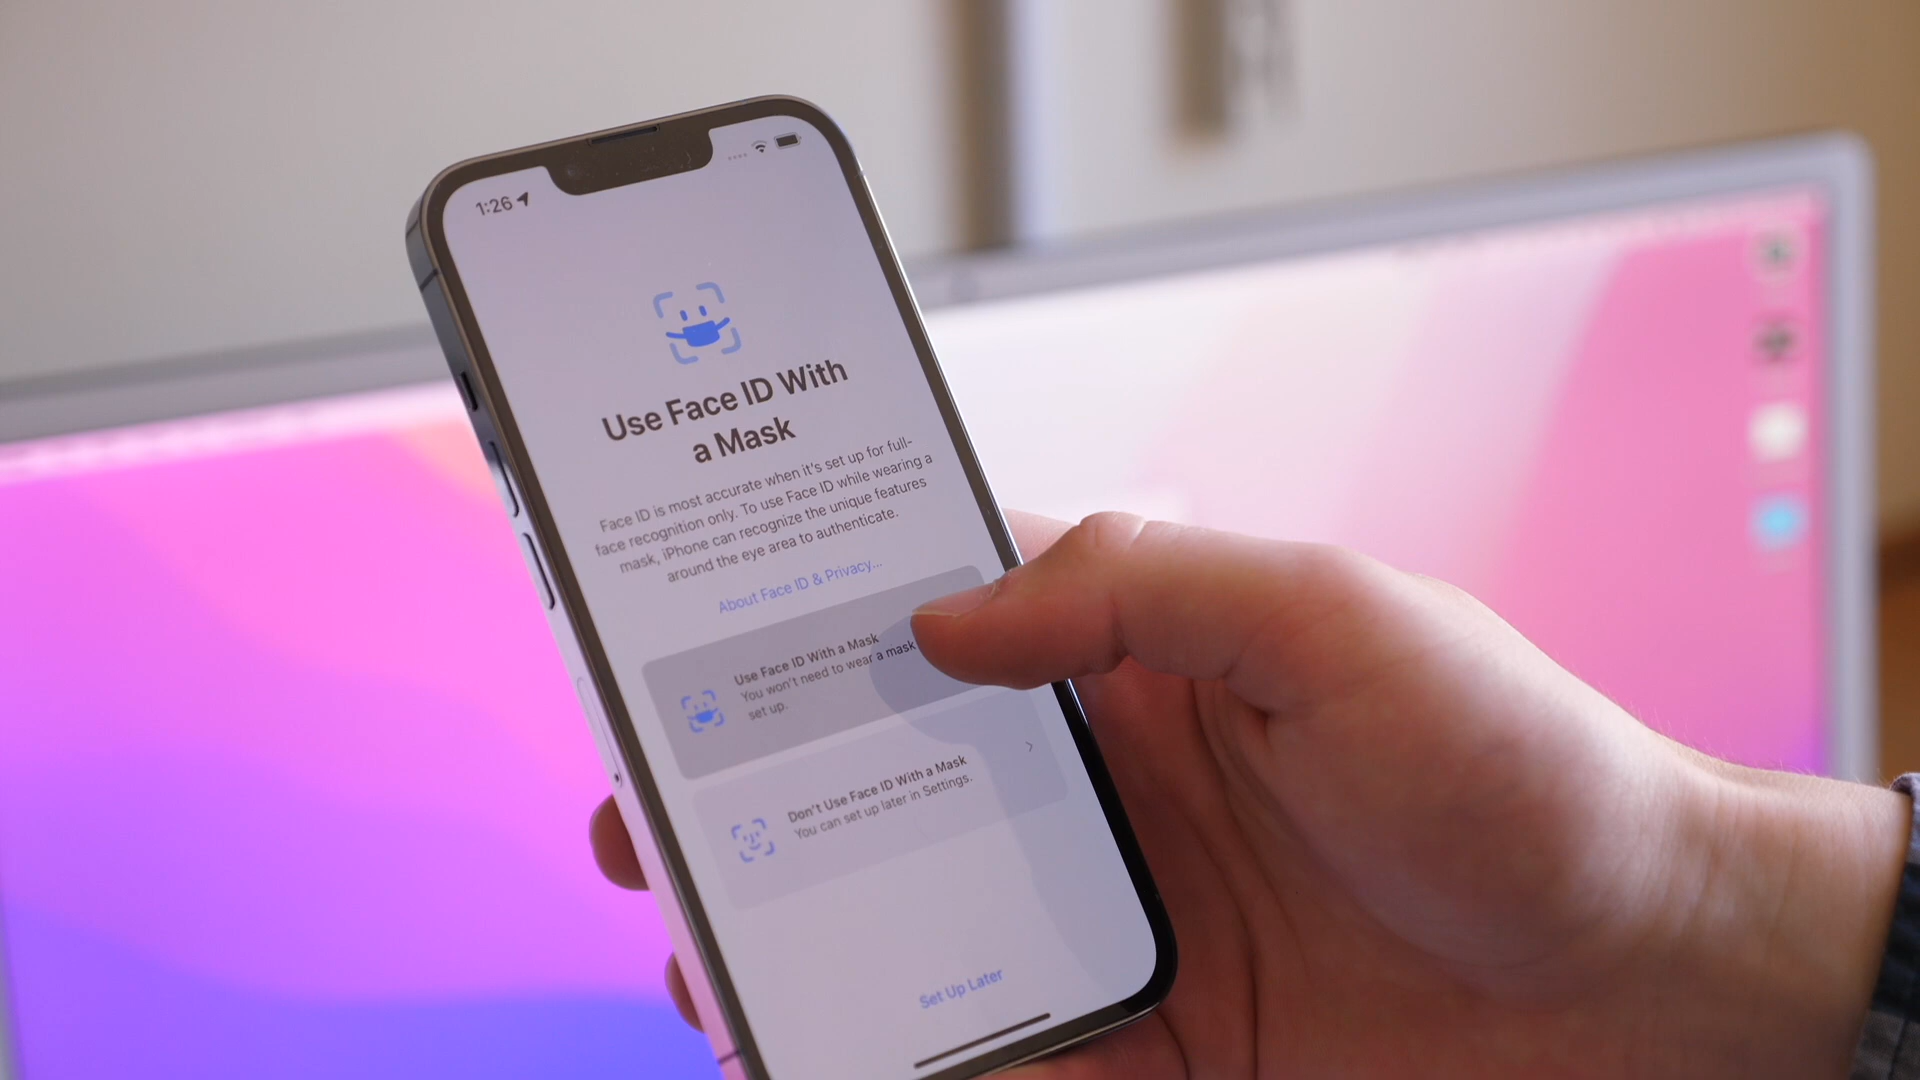 1:26
Use Face ID With
a Mask
Face ID is most accurate when it's set up for full-
face recognition only. To use Face ID while wearing a
mask, iPhone can recognize the unique features
around the eye area to authenticate.
About Face ID & Privacy...
Use Face ID With a Mask
You won't need to wear a mask
set up.
Don't Use Face ID With a Mask
You can set up later in Settings.
Set Up Later